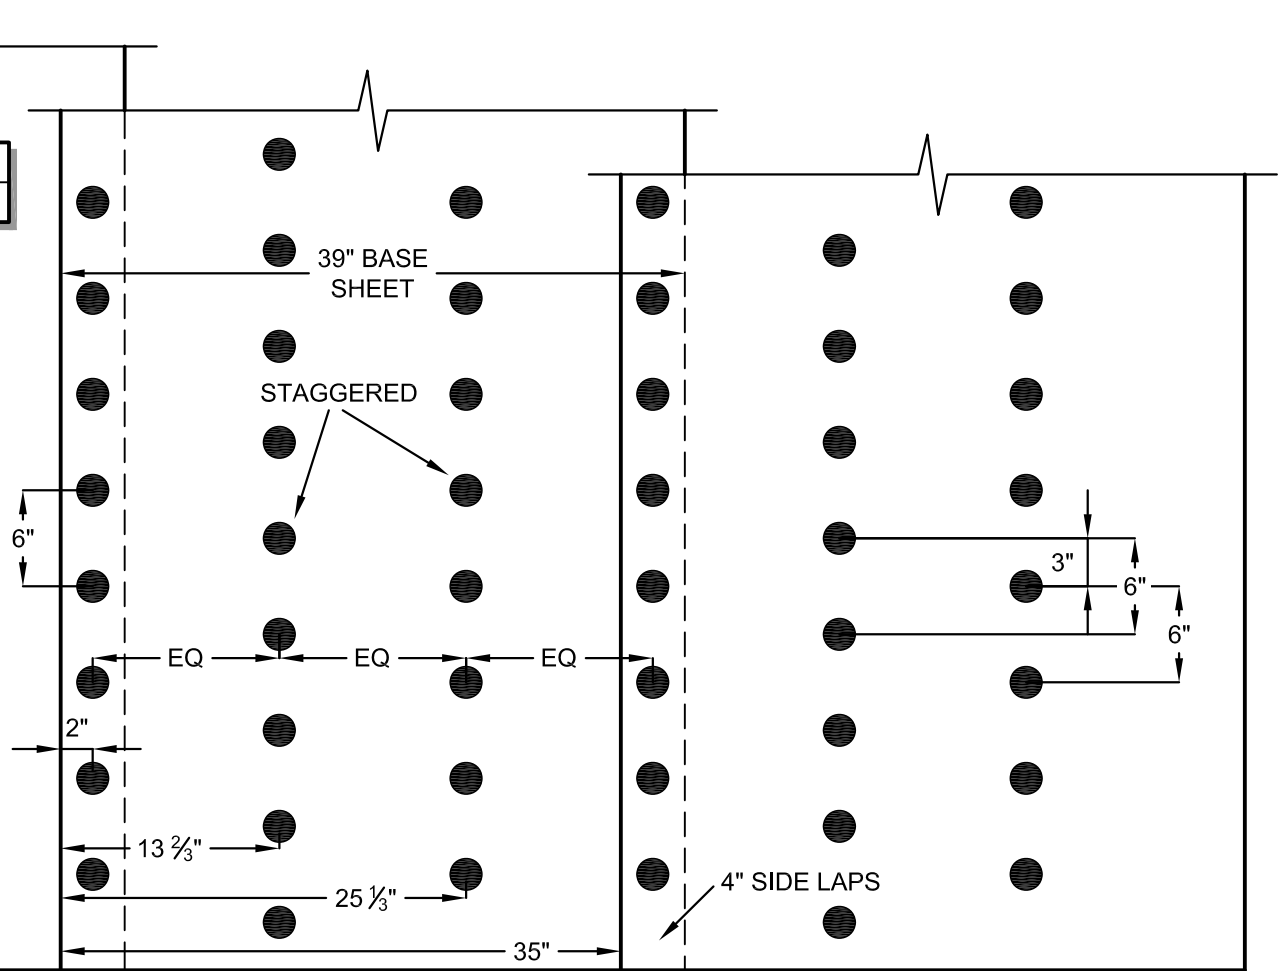 39" BASE
SHEET
STAGGERED
6"
3"
6"
6"
EQ EQ EQ
2"
13 ⅔"
25 ⅓"
4" SIDE LAPS
35"